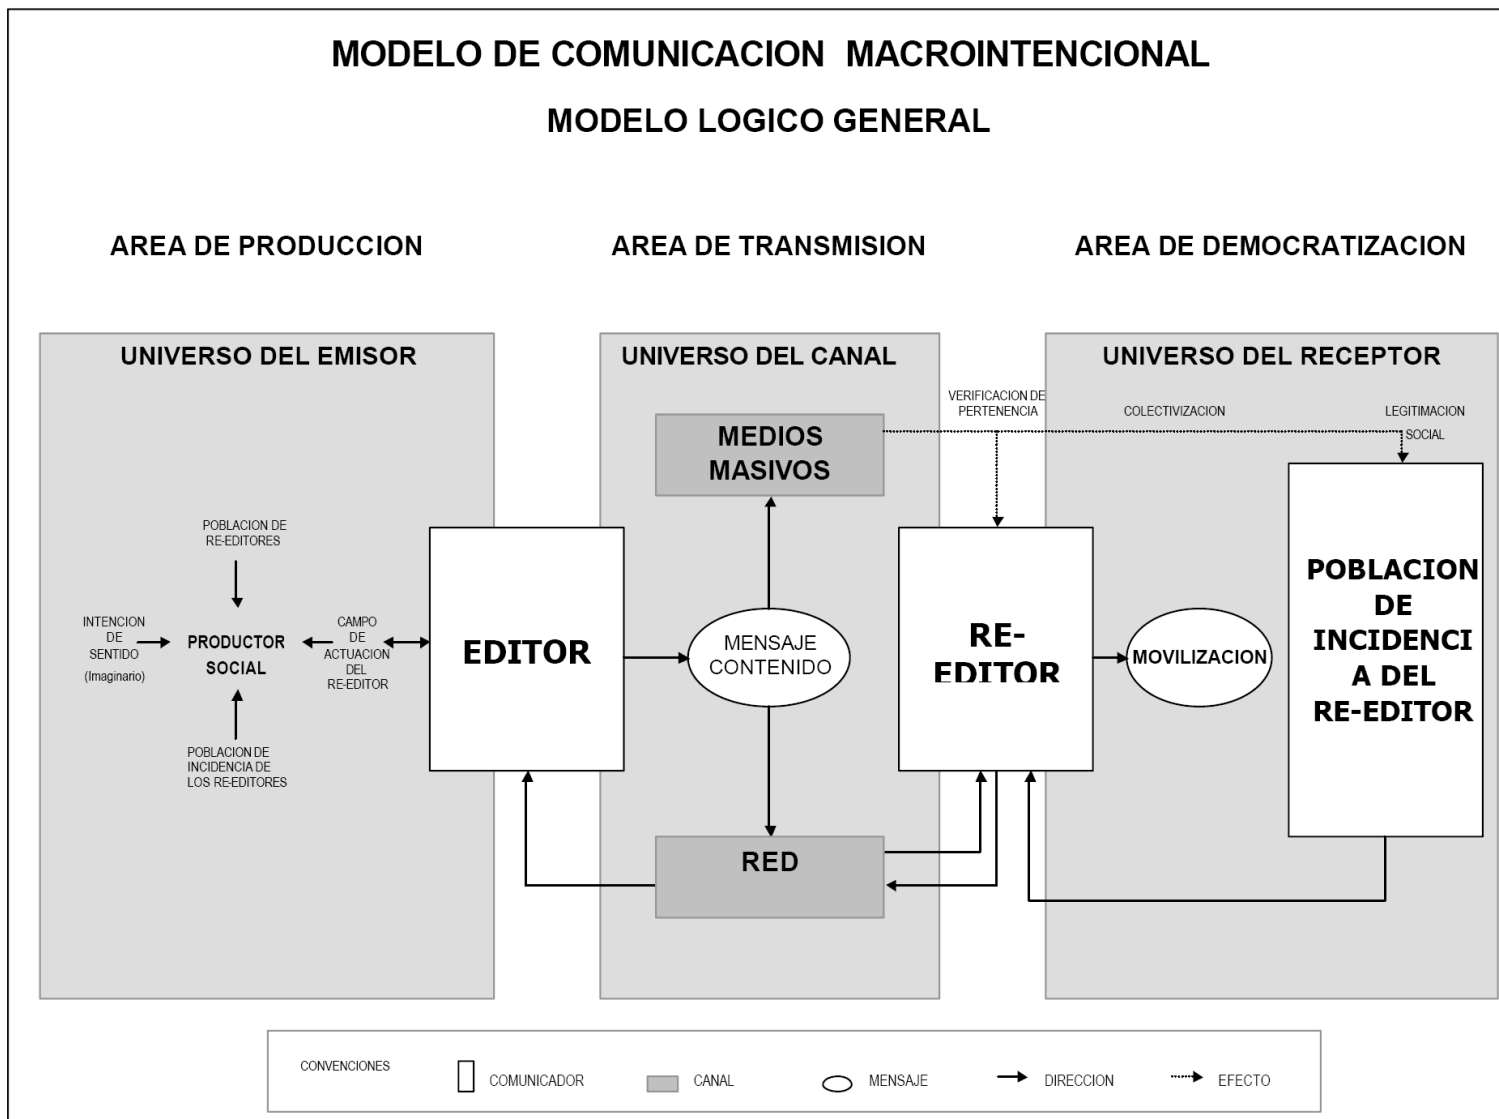 MODELO DE COMUNICACION MACROINTENCIONAL
MODELO LOGICO GENERAL
AREA DE PRODUCCION
AREA DE TRANSMISION
AREA DE DEMOCRATIZACION
UNIVERSO DEL EMISOR
POBLACION DE
RE-EDITORES
INTENCION
DE
SENTIDO
(Imaginario)
PRODUCTOR
SOCIAL
CAMPO
DE
ACTUACION
DEL
RE-EDITOR
POBLACION DE
INCIDENCIA DE
LOS RE-EDITORES
EDITOR
UNIVERSO DEL CANAL
MEDIOS
MASIVOS
MENSAJE
CONTENIDO
RED
VERIFICACION DE
PERTENENCIA
RE-
EDITOR
UNIVERSO DEL RECEPTOR
COLECTIVIZACION
LEGITIMACION
SOCIAL
MOVILIZACION
POBLACION
DE
INCIDENCI
A DEL
RE-EDITOR
CONVENCIONES
COMUNICADOR
CANAL
MENSAJE
DIRECCION
EFECTO